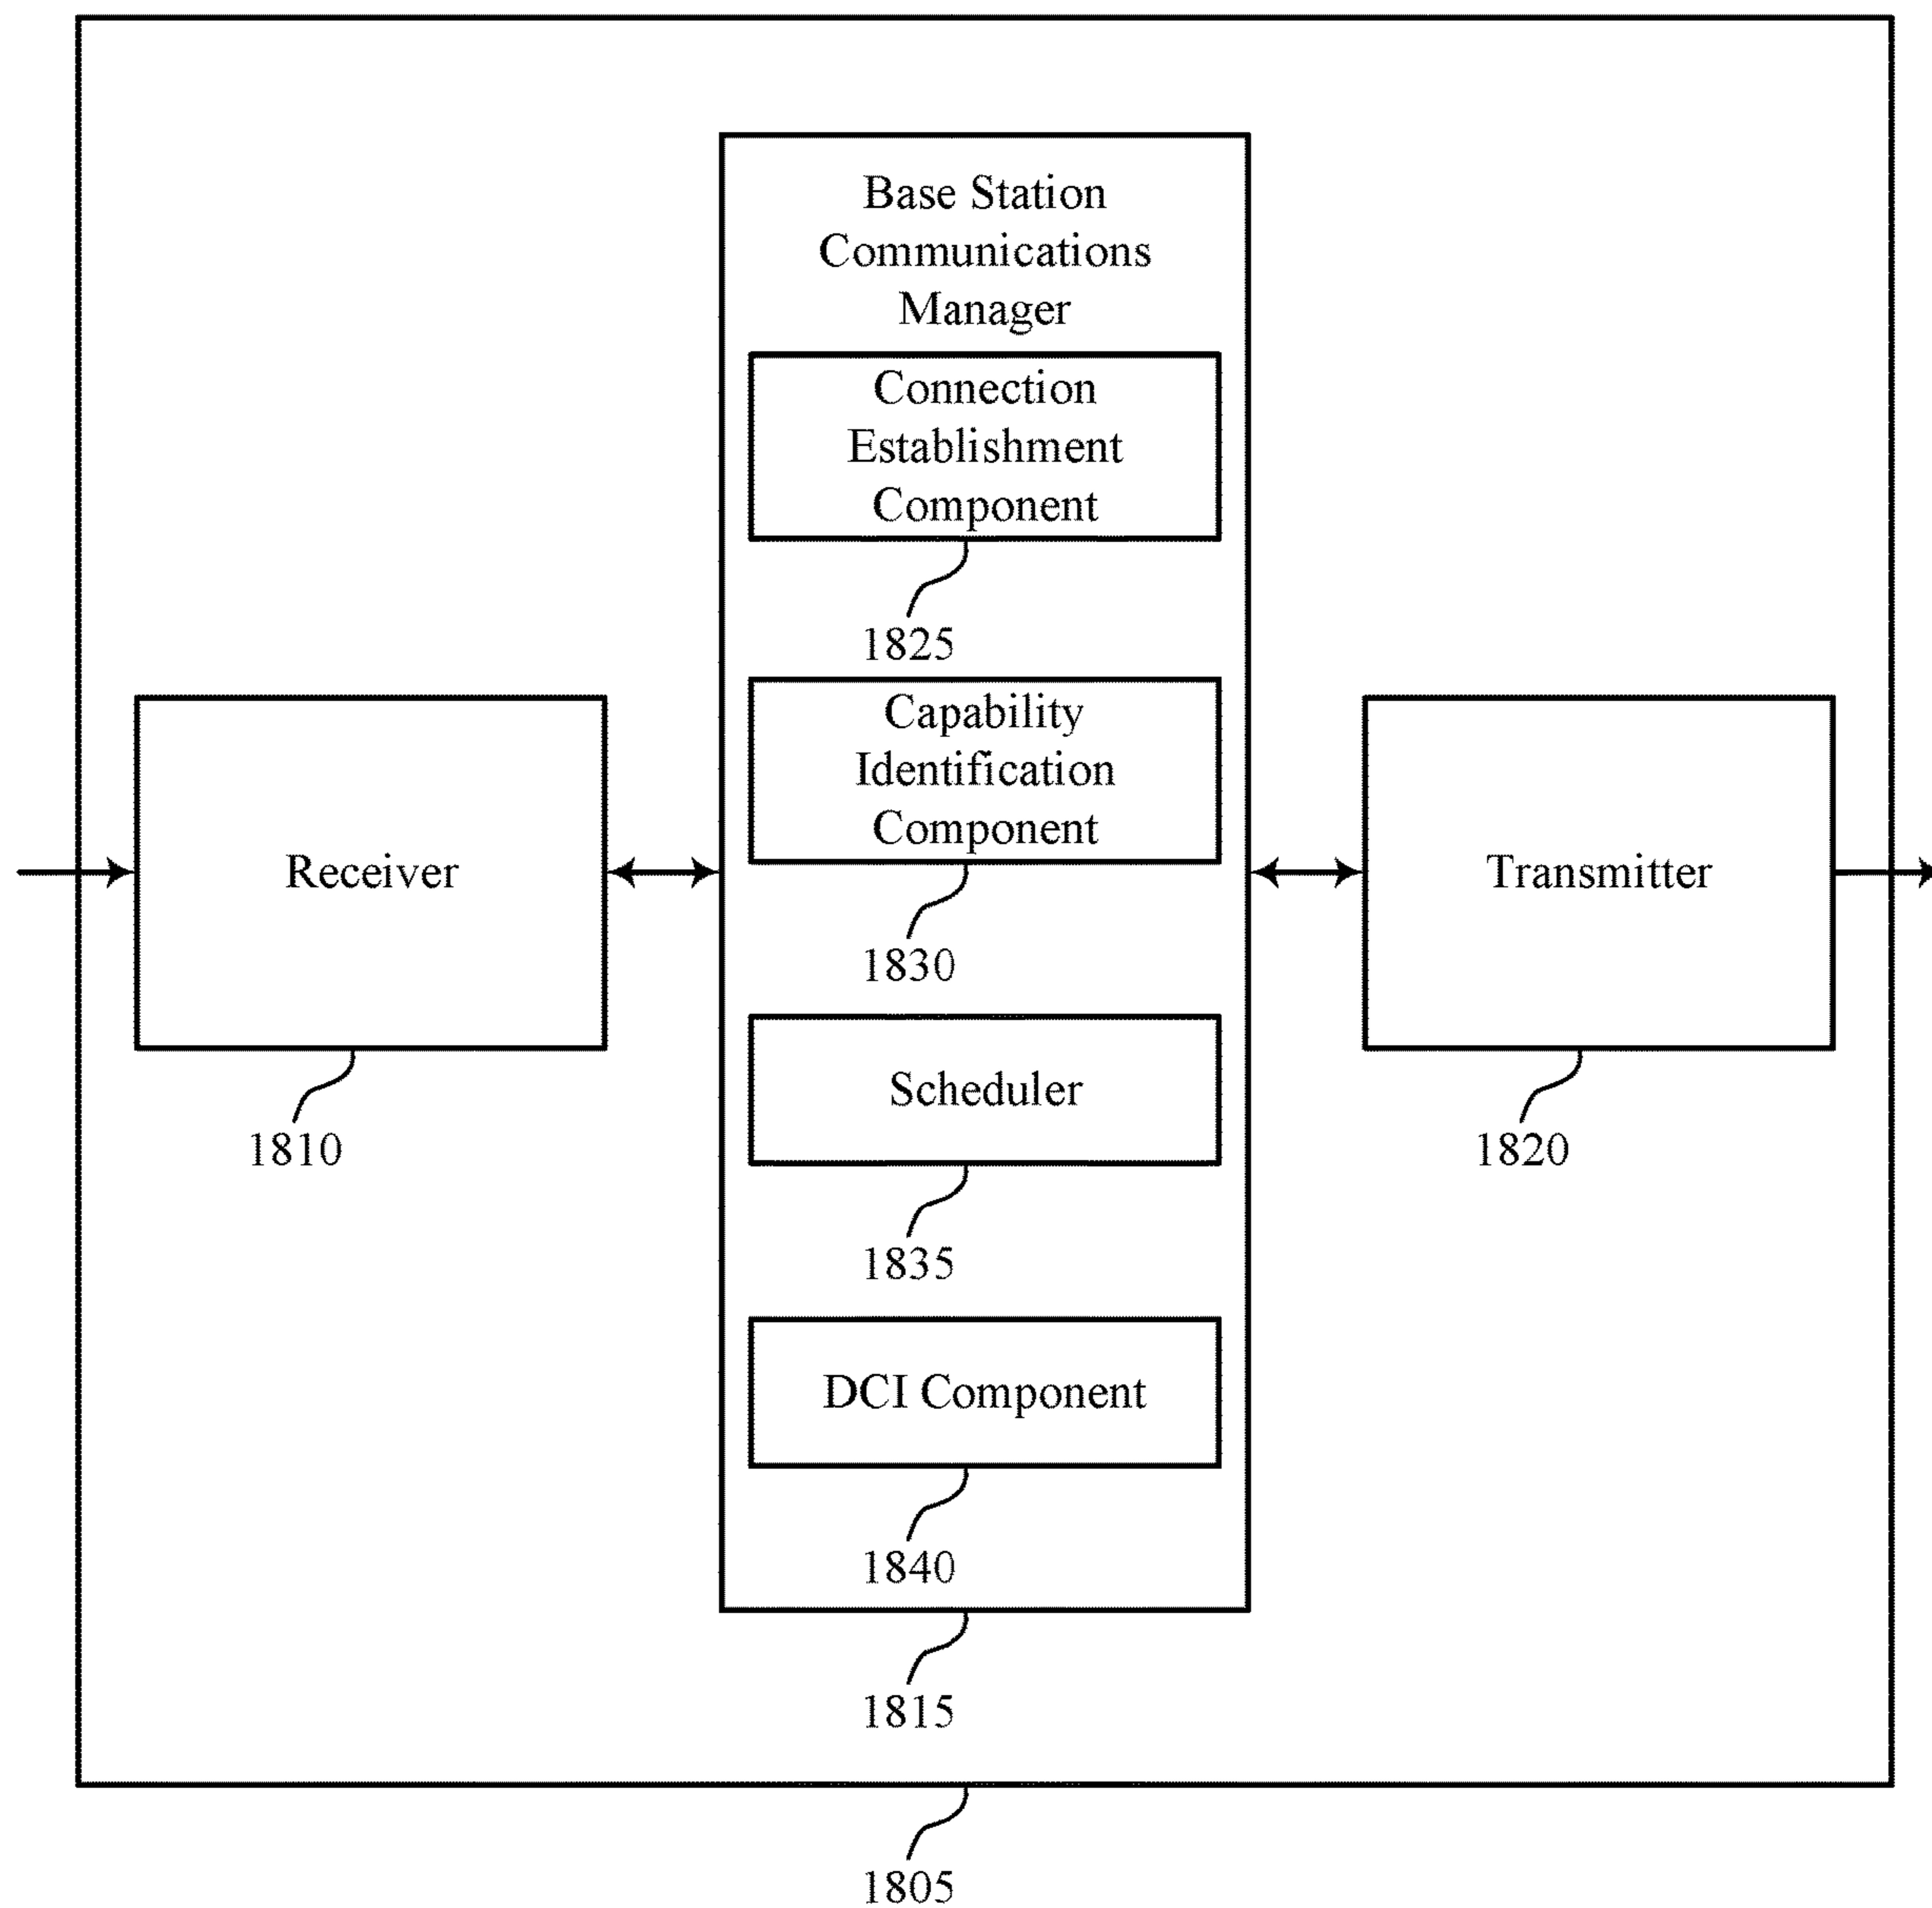 Base Station
Communications
Manager
Connection
Establishment
Component
1825
Capability
Identification
Component
1830
Receiver
1810
Transmitter
1820
Scheduler
1835
DCI Component
1840
1815
1805